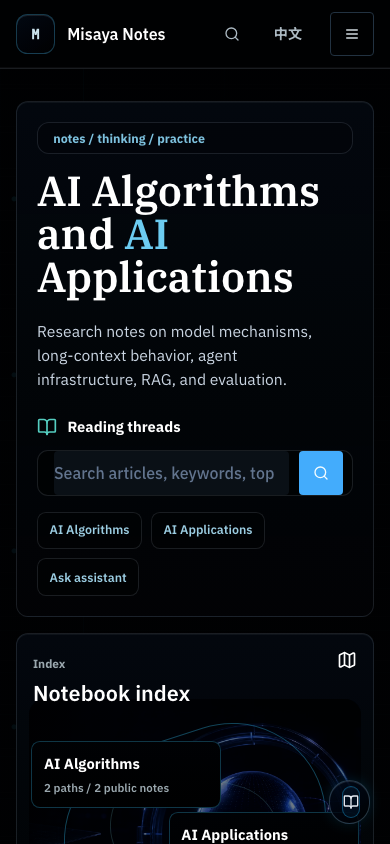 M
Misaya Notes
中文
notes / thinking / practice
AI Algorithms
and AI
Applications
Research notes on model mechanisms,
long-context behavior, agent
infrastructure, RAG, and evaluation.
Reading threads
Search articles, keywords, top
AI Algorithms
AI Applications
Ask assistant
Index
Notebook index
AI Algorithms
2 paths / 2 public notes
AI Applications